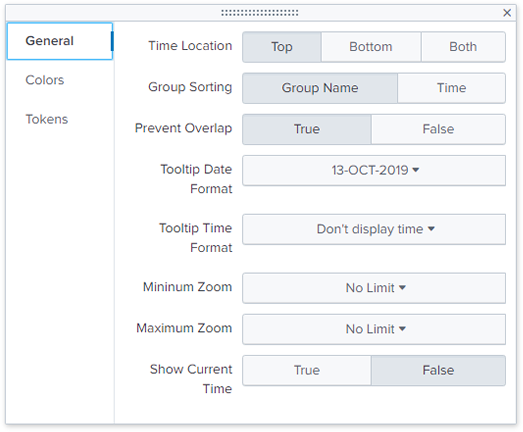 General
Colors
Tokens
Time Location Top Bottom Both
Group Sorting Group Name Time
Prevent Overlap True False
Tooltip Date
Format
13-OCT-2019
Tooltip Time
Format
Don't display time
Mininum Zoom No Limit
Maximum Zoom No Limit
Show Current
Time
True False